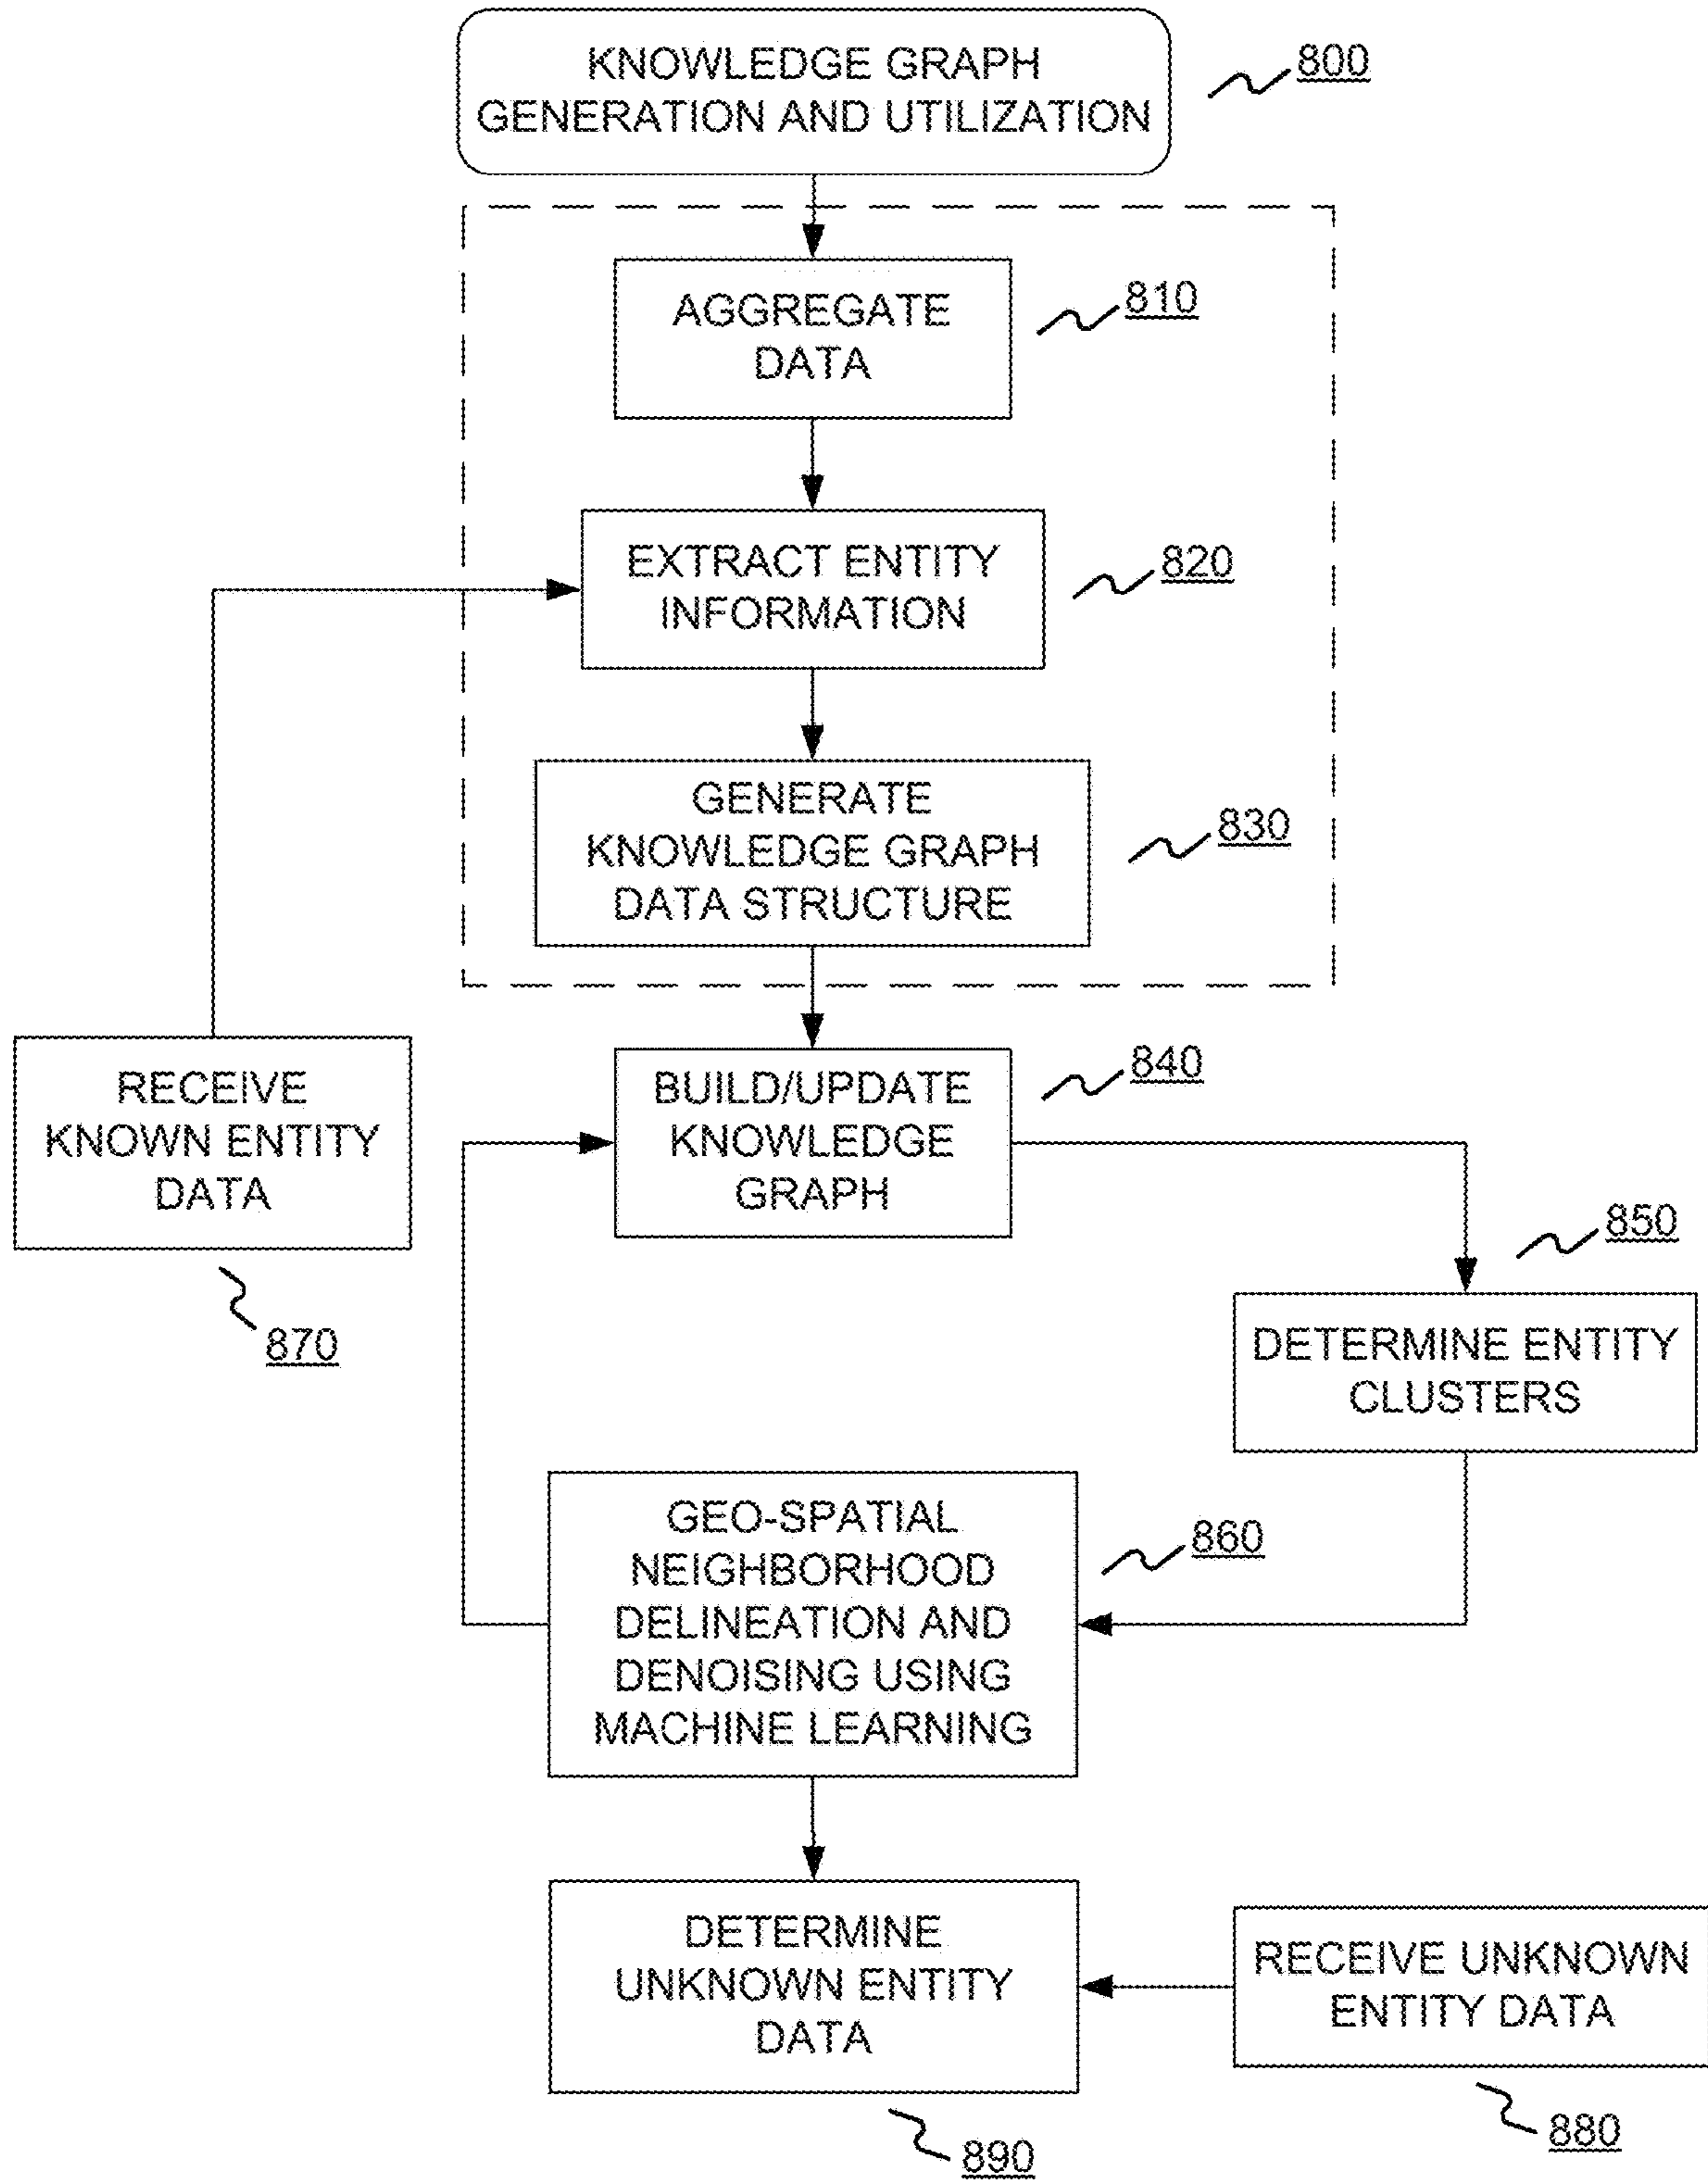 KNOWLEDGE GRAPH
GENERATION AND UTILIZATION
800
AGGREGATE
DATA
810
EXTRACT ENTITY
INFORMATION
820
GENERATE
KNOWLEDGE GRAPH
DATA STRUCTURE
830
RECEIVE
KNOWN ENTITY
DATA
870
BUILD/UPDATE
KNOWLEDGE
GRAPH
840
850
DETERMINE ENTITY
CLUSTERS
GEO-SPATIAL
NEIGHBORHOOD
DELINEATION AND
DENOISING USING
MACHINE LEARNING
860
DETERMINE
UNKNOWN ENTITY
DATA
890
RECEIVE UNKNOWN
ENTITY DATA
880